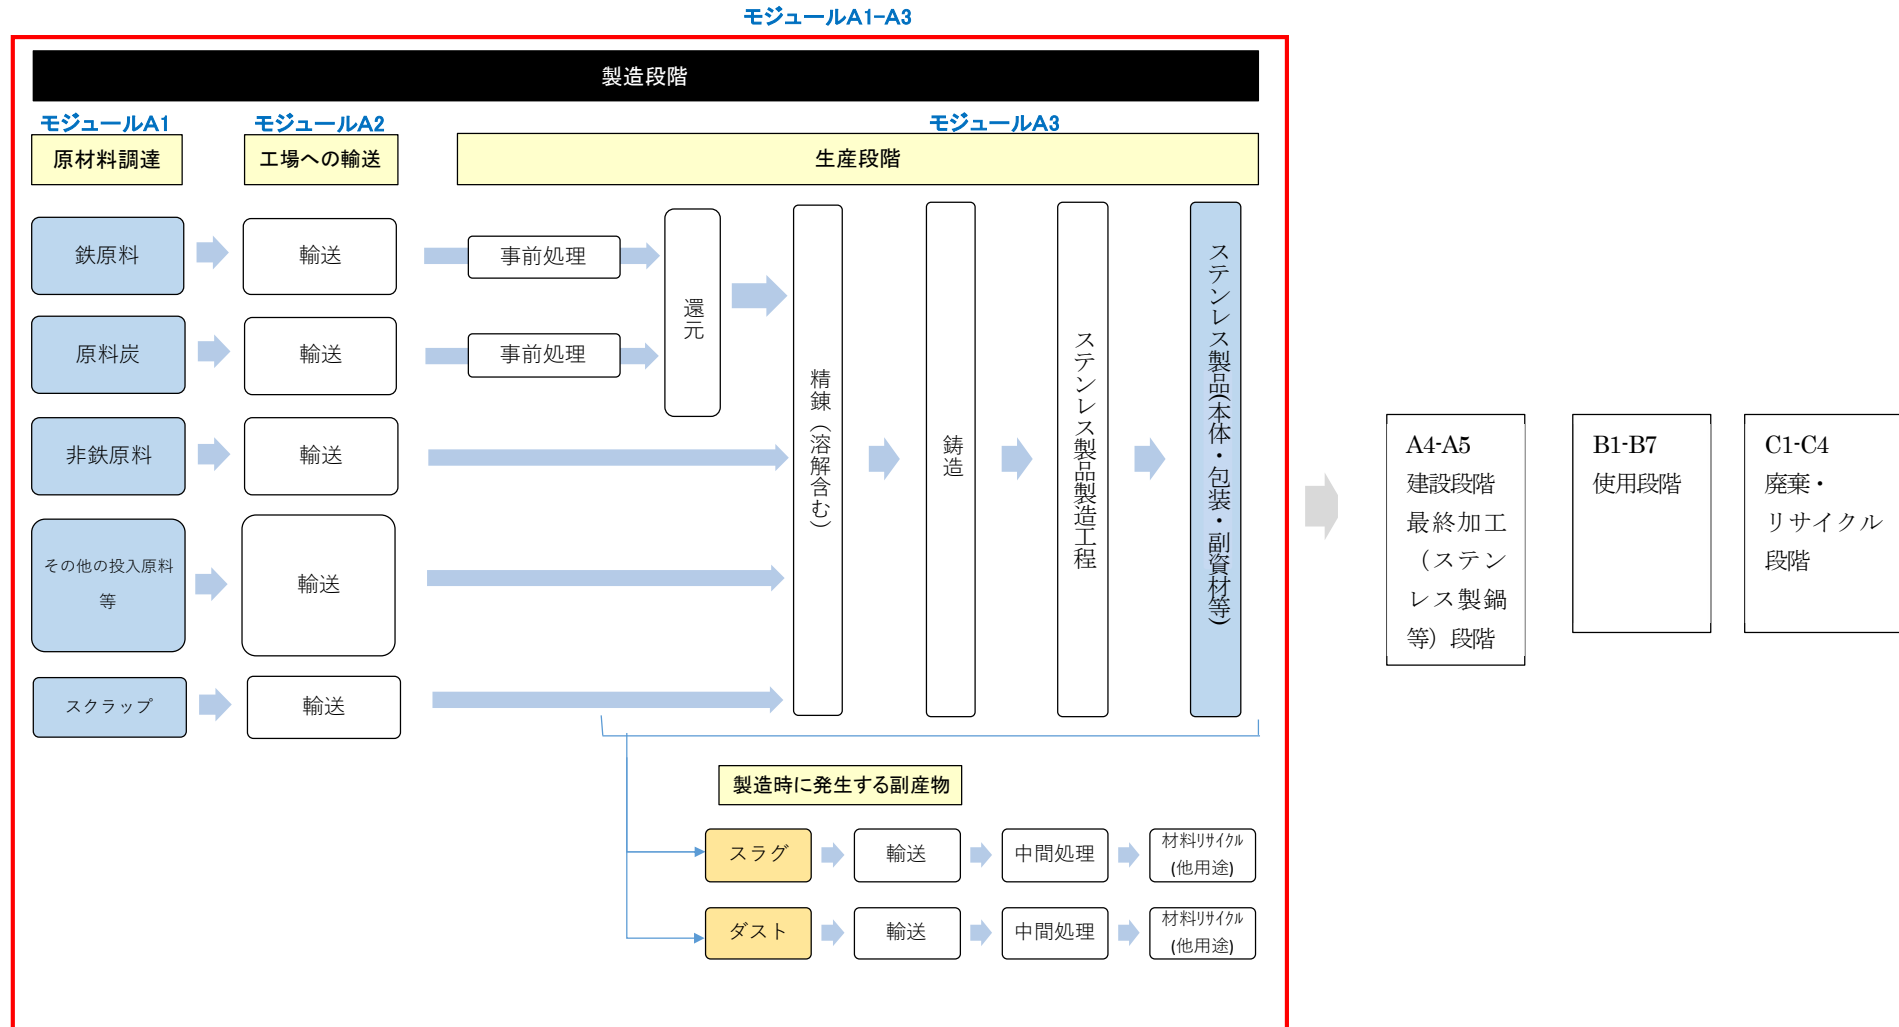 モジュールA1-A3
製造段階
モジュールA1
モジュールA2
モジュールA3
原材料調達
工場への輸送
生産段階
鉄原料
輸送
事前処理
原料炭
輸送
事前処理
還元
非鉄原料
輸送
その他の投入原料
等
輸送
スクラップ
輸送
精錬（溶解含む）
鋳造
ステンレス製品製造工程
ステンレス製品(本体・包装・副資材等)
製造時に発生する副産物
スラグ
輸送
中間処理
材料ﾘｻｲｸﾙ
(他用途)
ダスト
輸送
中間処理
材料ﾘｻｲｸﾙ
(他用途)
A4-A5
建設段階
最終加工
（ステン
レス製鍋
等）段階
B1-B7
使用段階
C1-C4
廃棄・
リサイクル
段階